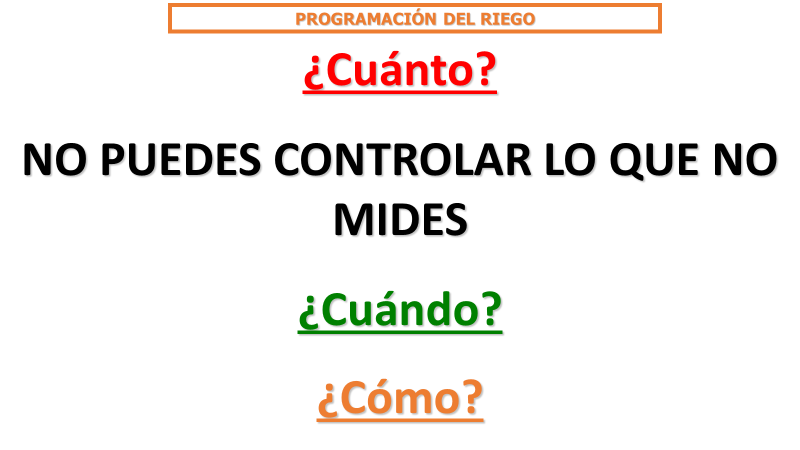 PROGRAMACIÓN DEL RIEGO
¿Cuánto?
NO PUEDES CONTROLAR LO QUE NO
MIDES
¿Cuándo?
¿Cómo?